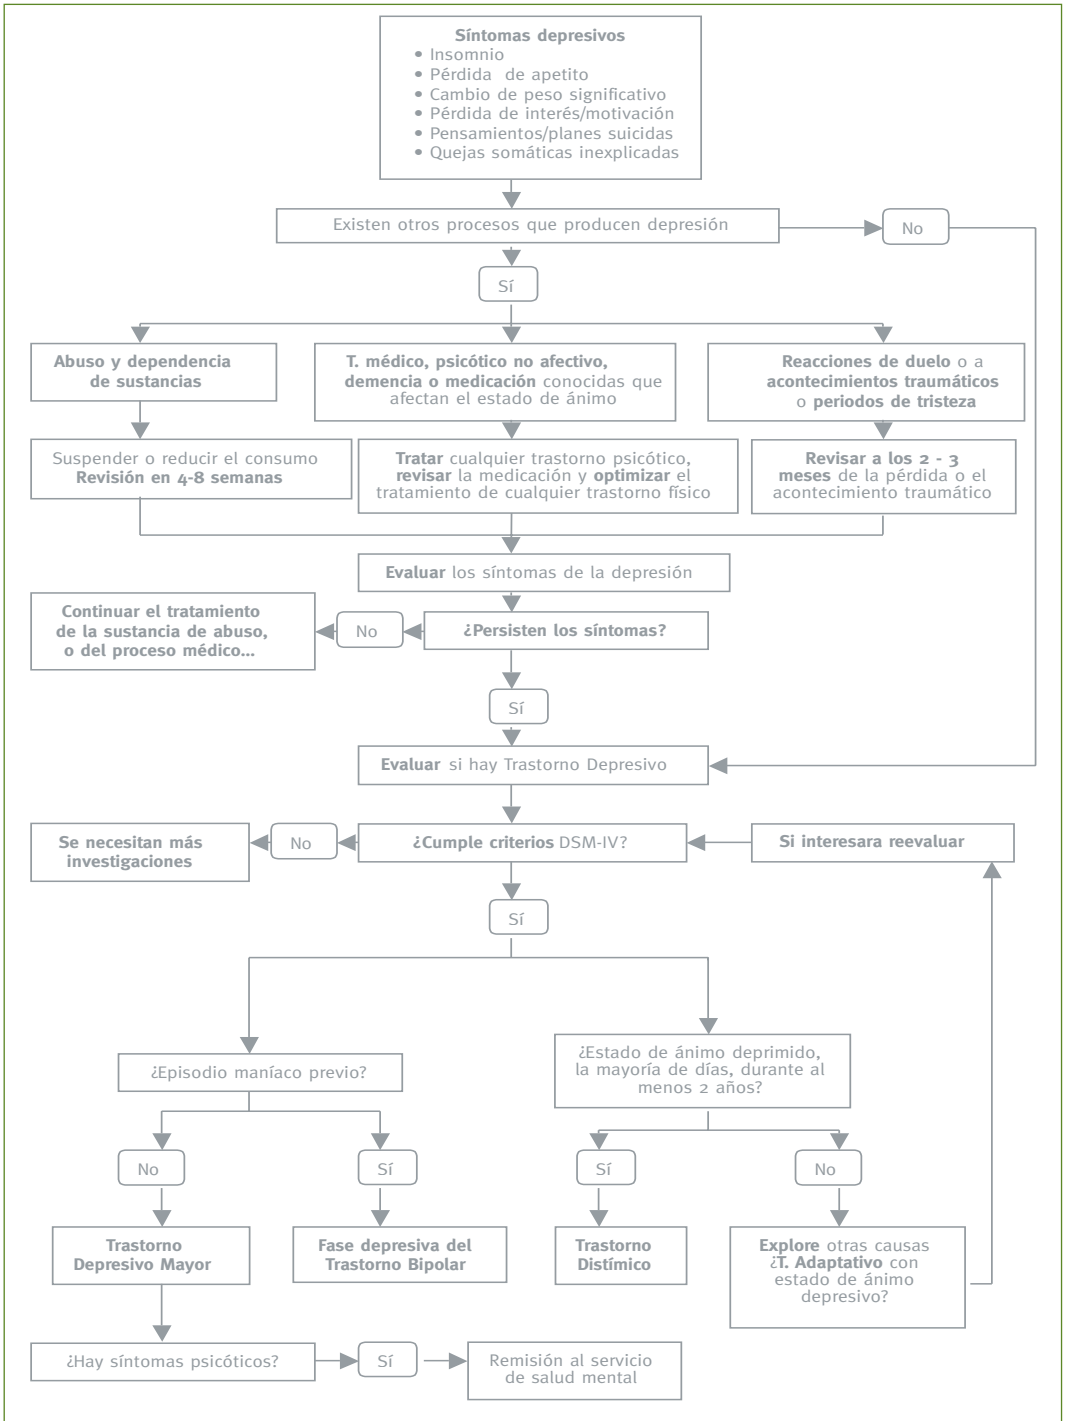 Síntomas depresivos
• Insomnio
• Pérdida de apetito
• Cambio de peso significativo
• Pérdida de interés/motivación
• Pensamientos/planes suicidas
• Quejas somáticas inexplicadas
Existen otros procesos que producen depresión
No
Sí
Abuso y dependencia
de sustancias
T. médico, psicótico no afectivo,
demencia o medicación conocidas que
afectan el estado de ánimo
Reacciones de duelo o a
acontecimientos traumáticos
o periodos de tristeza
Suspender o reducir el consumo
Revisión en 4-8 semanas
Tratar cualquier trastorno psicótico,
revisar la medicación y optimizar el
tratamiento de cualquier trastorno físico
Revisar a los 2 - 3
meses de la pérdida o el
acontecimiento traumático
Evaluar los síntomas de la depresión
Continuar el tratamiento
de la sustancia de abuso,
o del proceso médico...
No
¿Persisten los síntomas?
Sí
Evaluar si hay Trastorno Depresivo
Se necesitan más
investigaciones
No
¿Cumple criterios DSM-IV?
Si interesara reevaluar
Sí
¿Episodio maníaco previo?
¿Estado de ánimo deprimido,
la mayoría de días, durante al
menos 2 años?
No
Sí
Sí
No
Trastorno
Depresivo Mayor
Fase depresiva del
Trastorno Bipolar
Trastorno
Distímico
Explore otras causas
¿T. Adaptativo con
estado de ánimo
depresivo?
¿Hay síntomas psicóticos?
Sí
Remisión al servicio
de salud mental